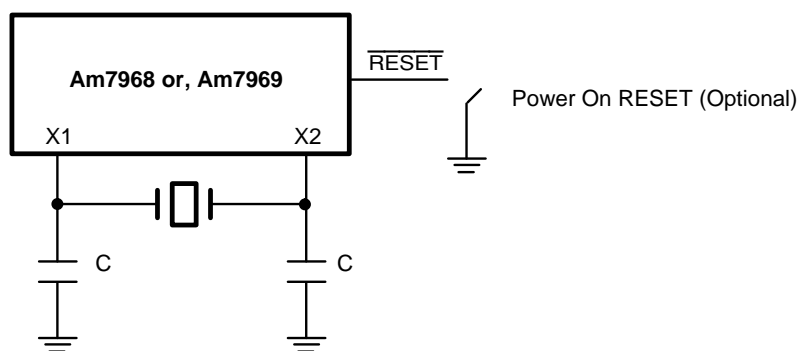 RESET
Am7968 or, Am7969
Power On RESET (Optional)
X1
X2
C
C